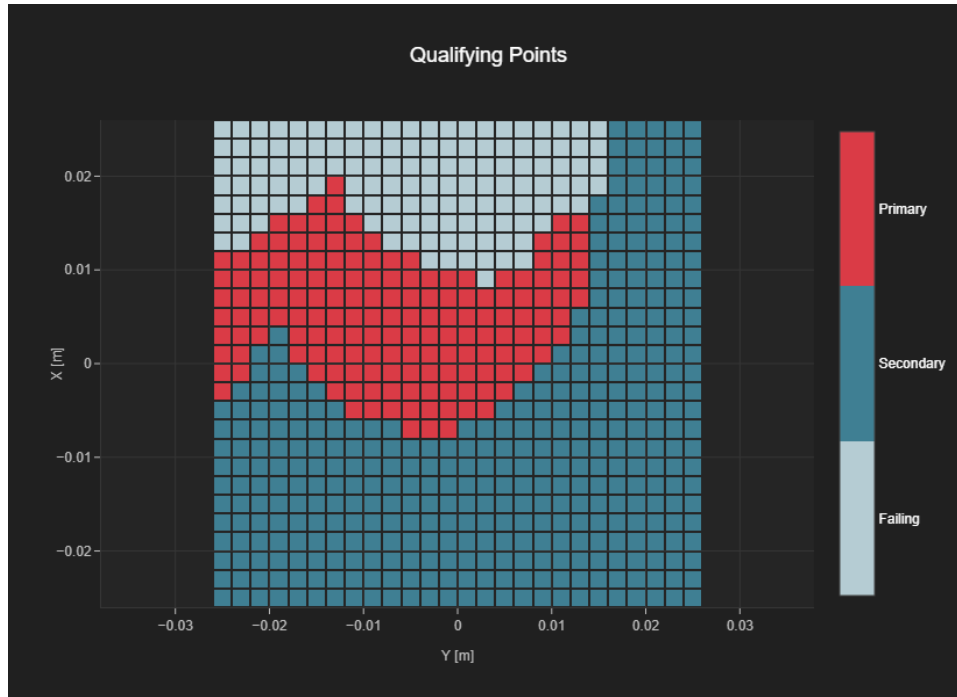 Qualifying Points
0.02
0.01
0
−0.01
−0.02
X [m]
−0.03
−0.02
−0.01
0
0.01
0.02
0.03
Y [m]
Primary
Secondary
Failing